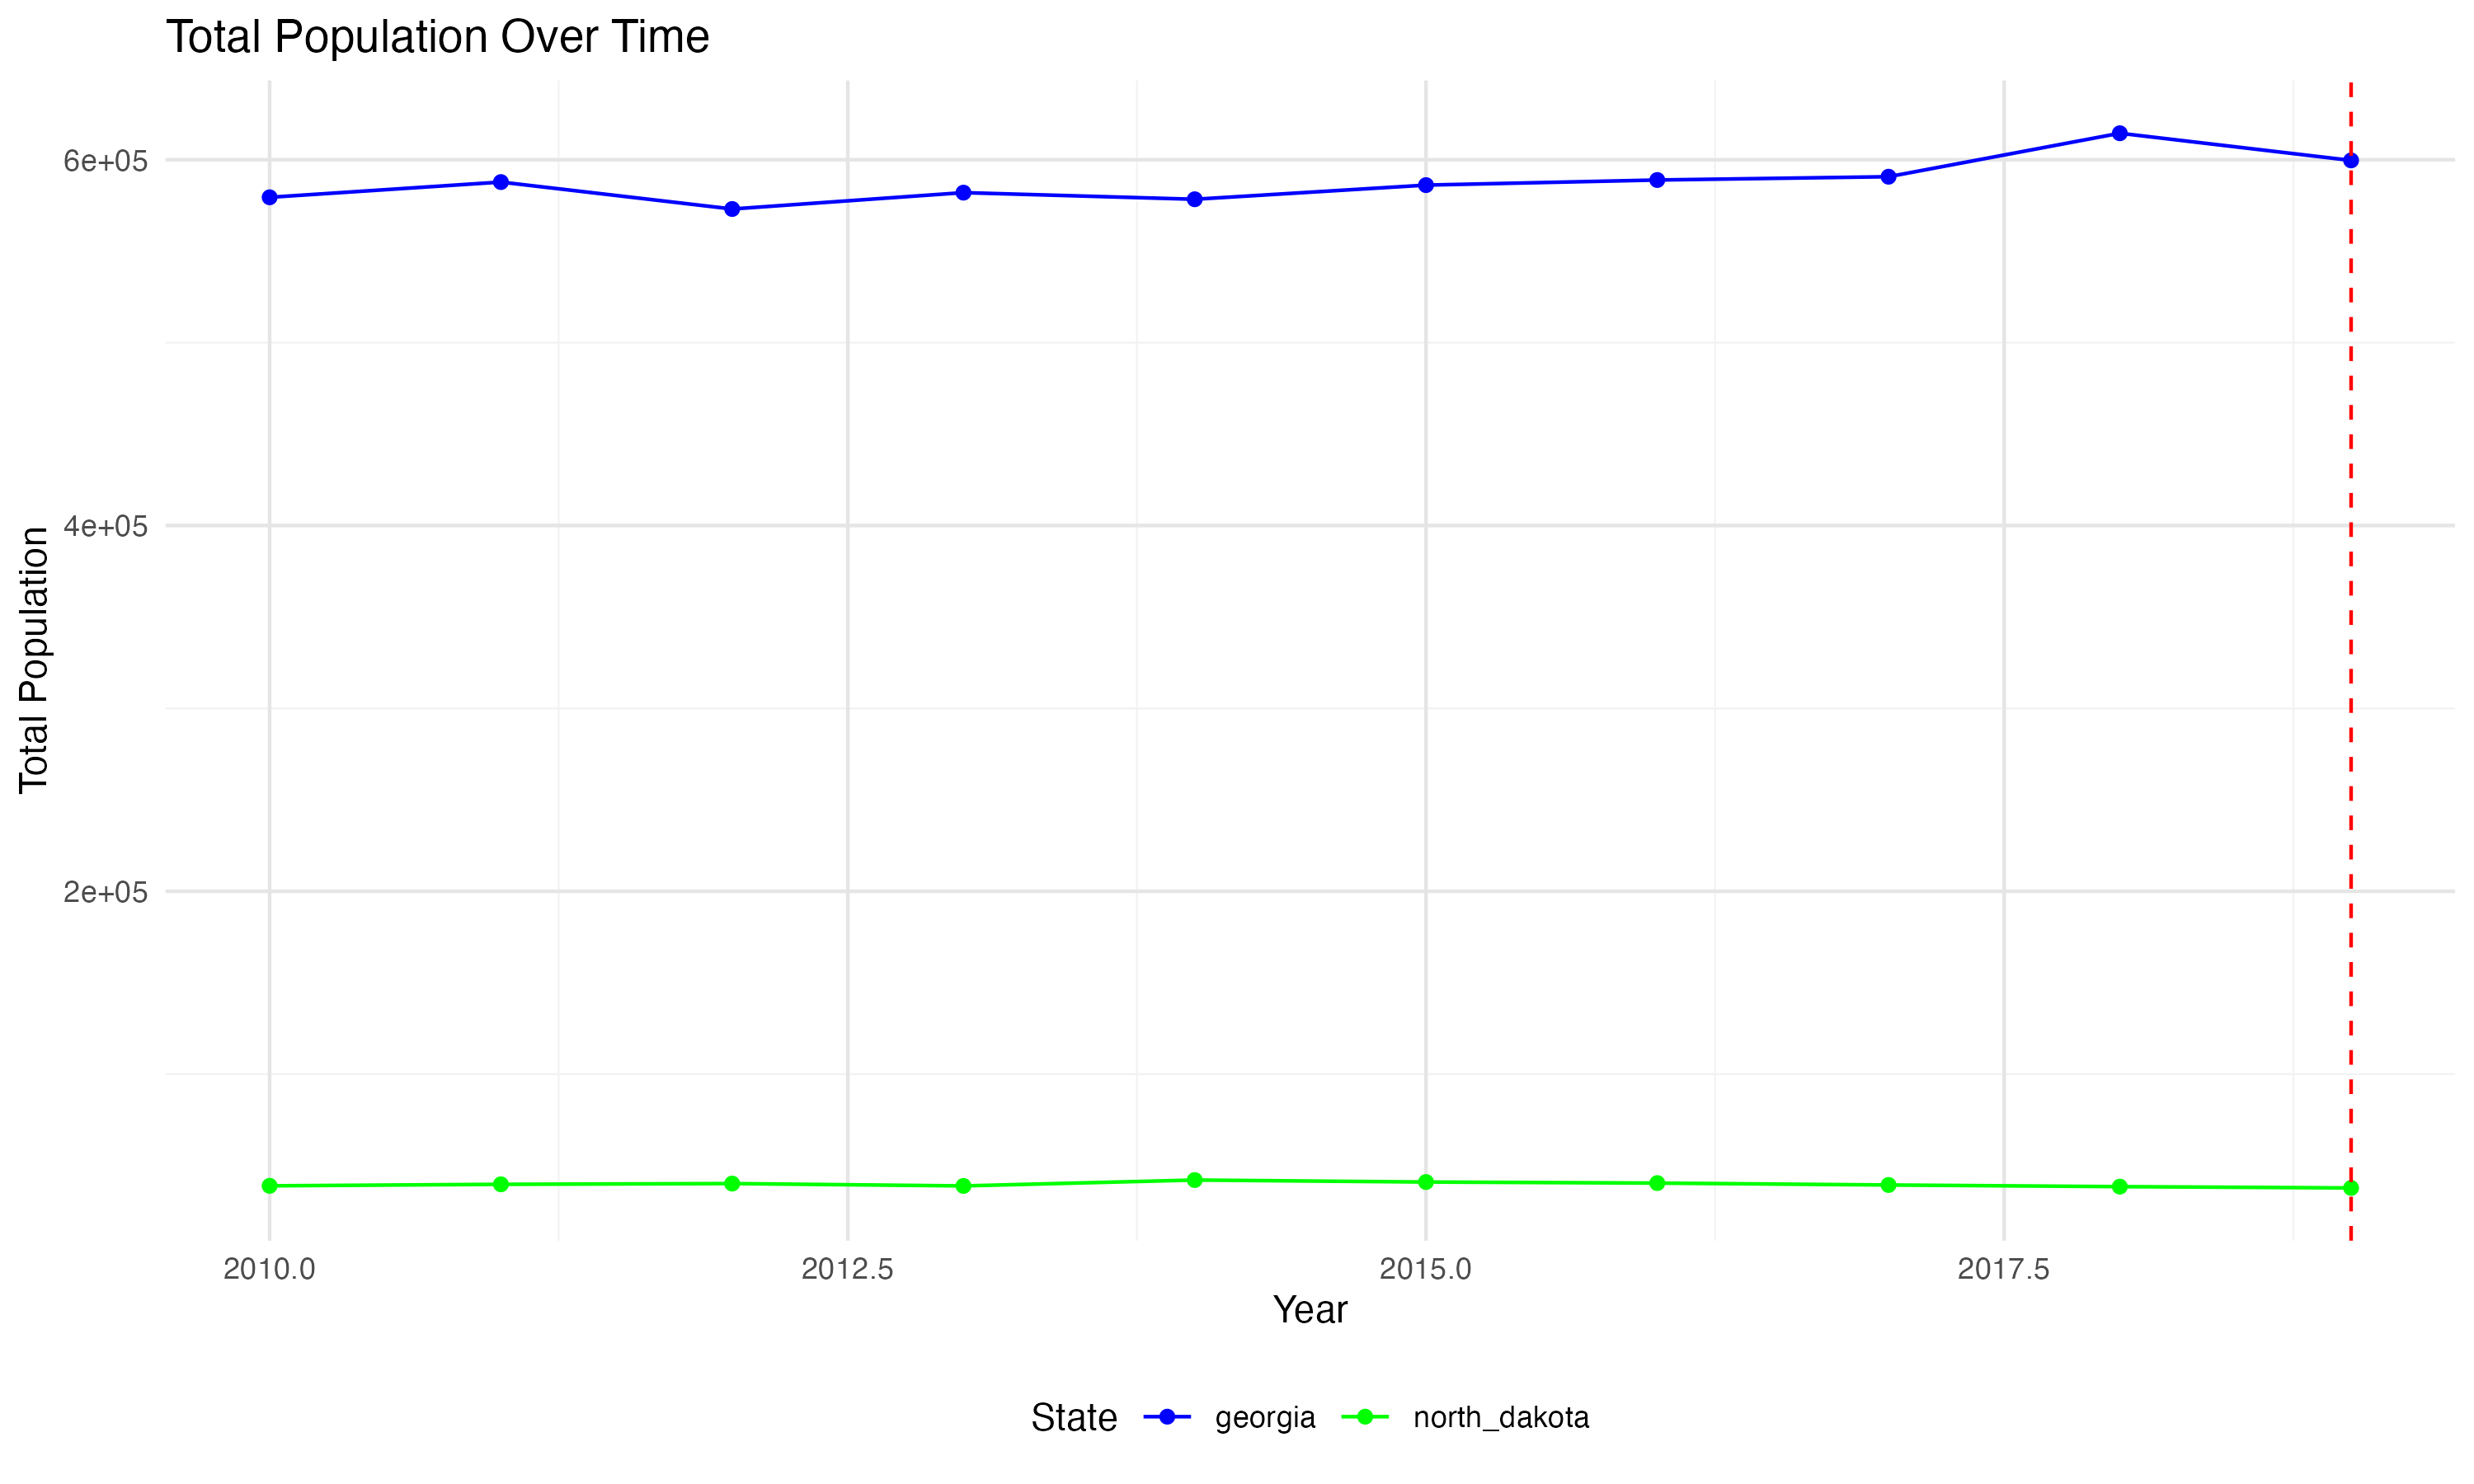 Total Population Over Time
Total Population
6e+05
4e+05
2e+05
2010.0 2012.5 2015.0 2017.5
Year
State georgia north_dakota